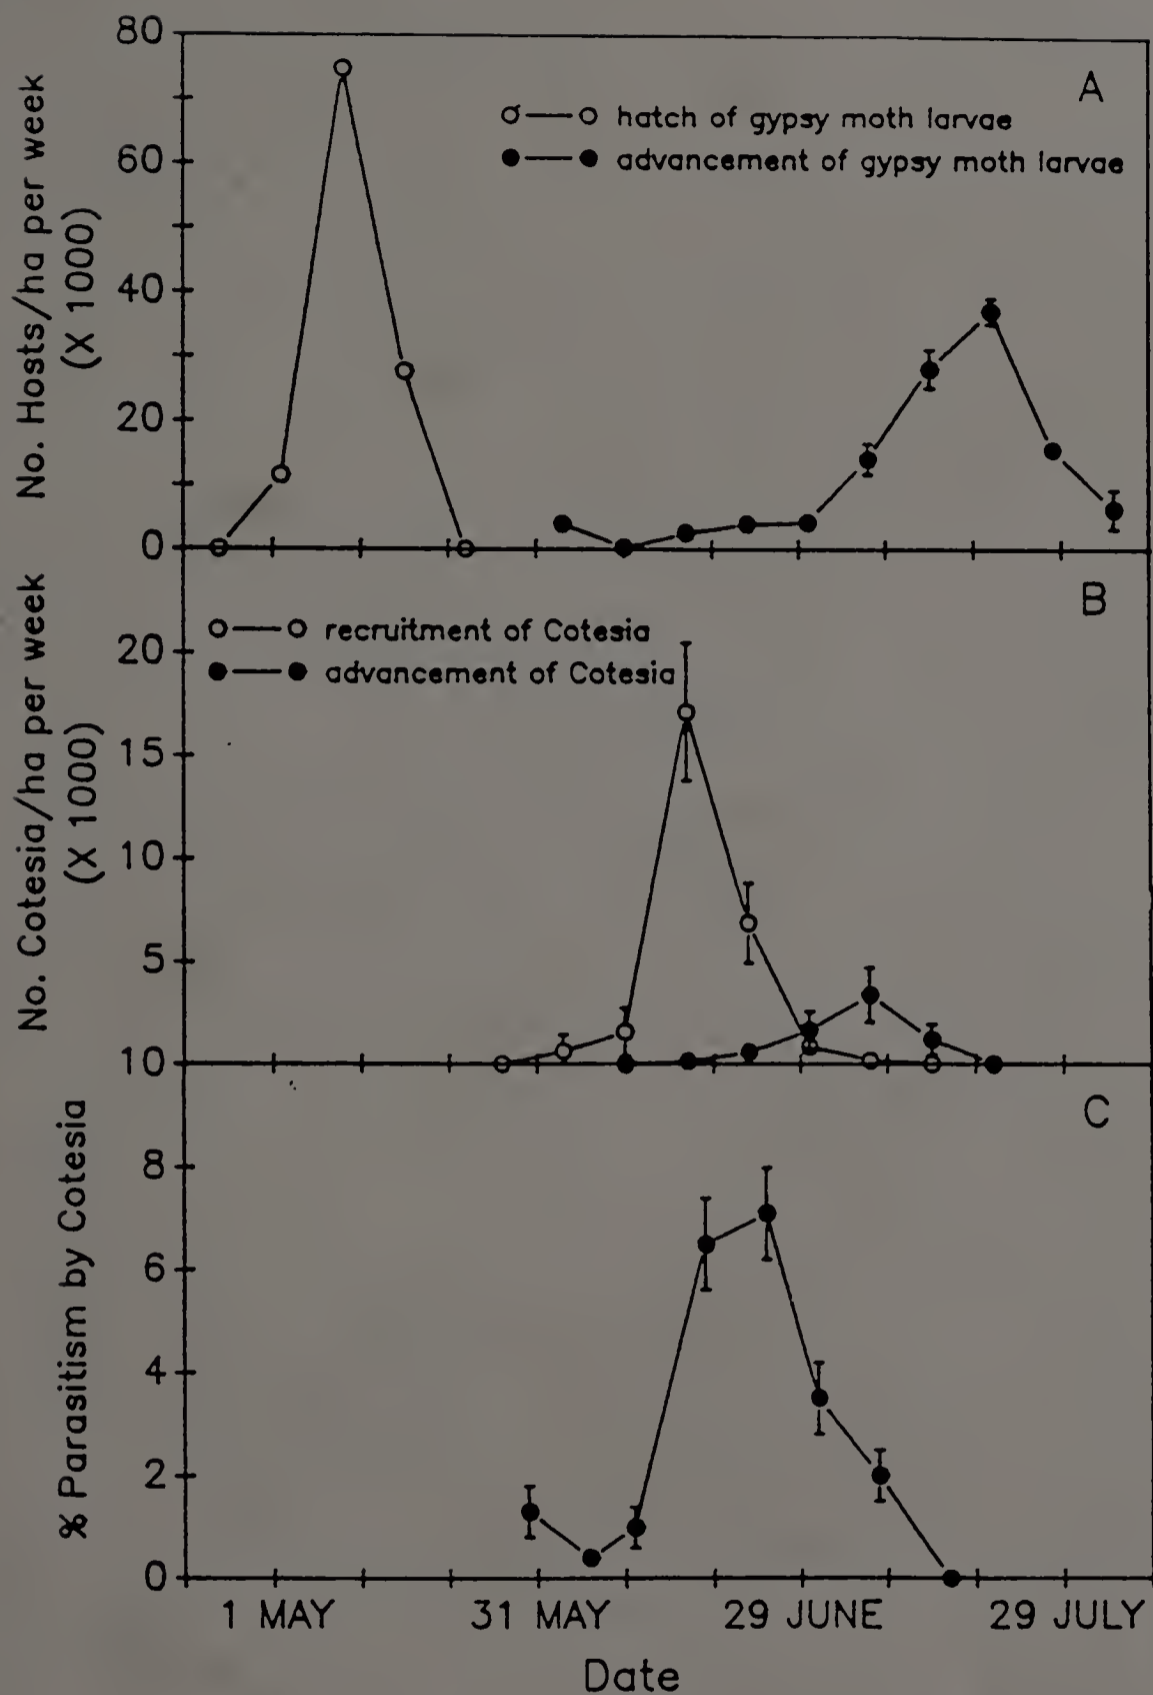 80
60
40
20
0
No. Hosts/ha per week
(X 1000)
A
hatch of gypsy moth larvae
advancement of gypsy moth larvae
20
15
10
5
10
No. Cotesia/ha per week
(X 1000)
B
recruitment of Cotesia
advancement of Cotesia
8
6
4
2
0
% Parasitism by Cotesia
C
1 MAY 31 MAY 29 JUNE 29 JULY
Date